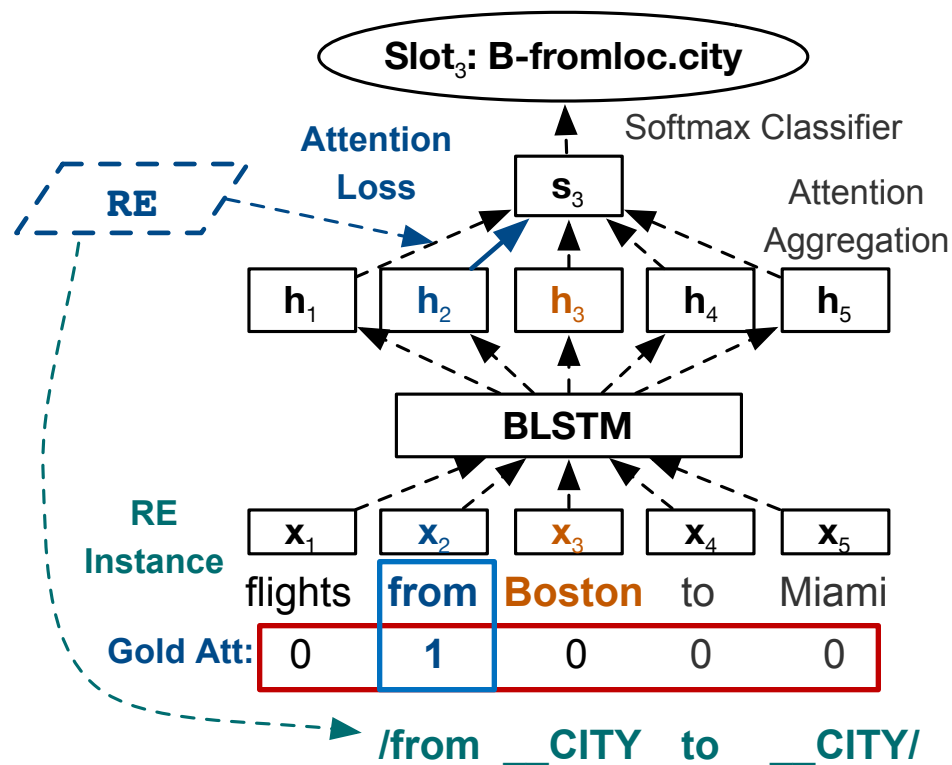 Slot₃: B-fromloc.city
Softmax Classifier
Attention
Loss
s₃
RE
Attention
Aggregation
h₁ h₂ h₃ h₄ h₅
BLSTM
RE
Instance
x₁ x₂ x₃ x₄ x₅
flights from Boston to Miami
Gold Att: 0 1 0 0 0
/from __CITY to __CITY/